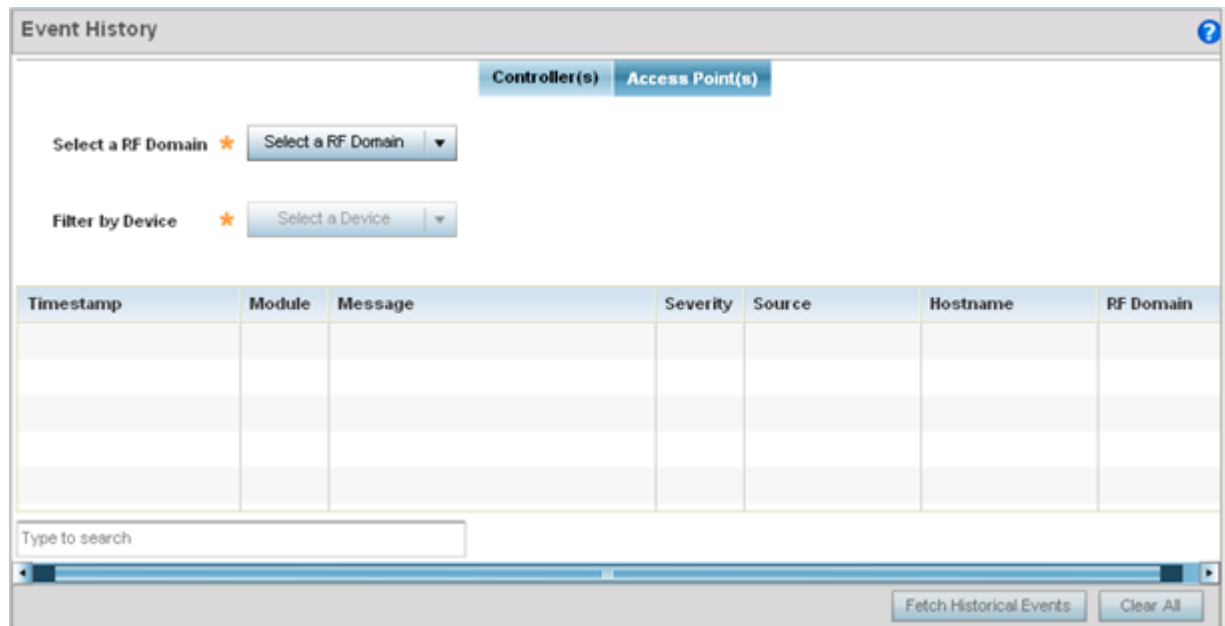 Event History
?
Controller(s) Access Point(s)
Select a RF Domain * Select a RF Domain
Filter by Device * Select a Device
Timestamp Module Message Severity Source Hostname RF Domain
Type to search
Fetch Historical Events Clear All